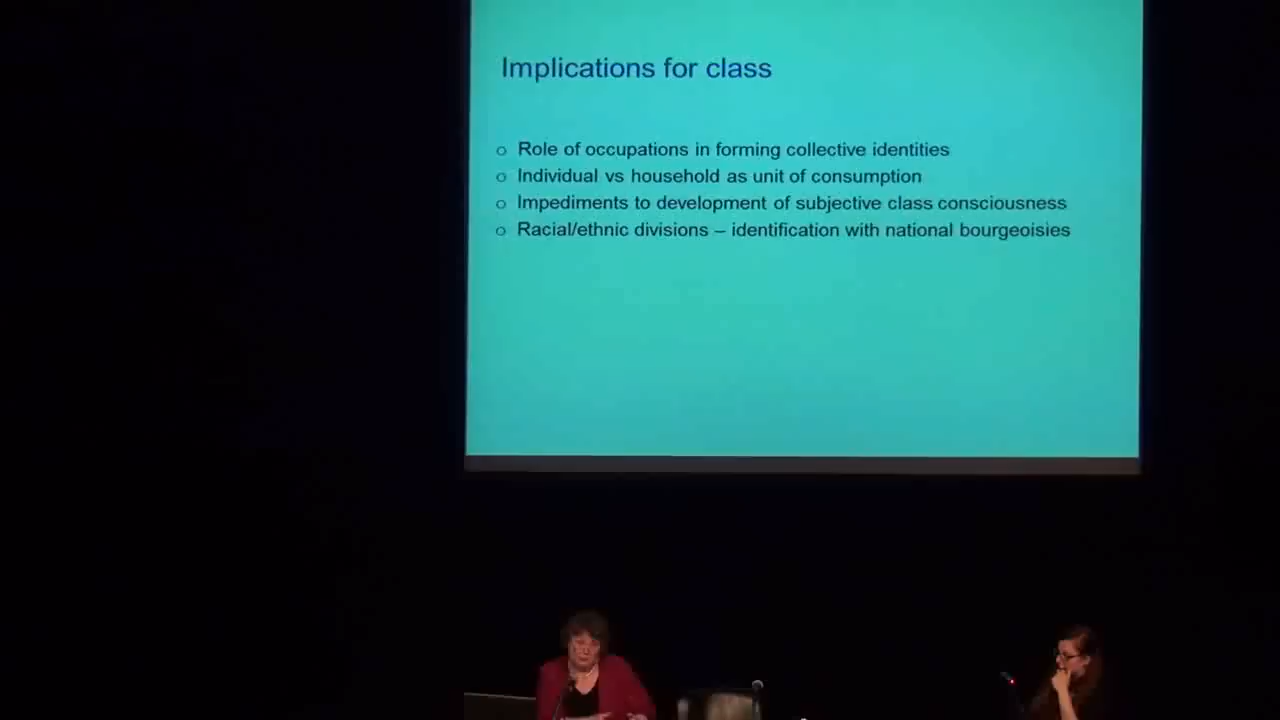 Implications for class
o Role of occupations in forming collective identities
o Individual vs household as unit of consumption
o Impediments to development of subjective class consciousness
o Racial/ethnic divisions – identification with national bourgeoisies